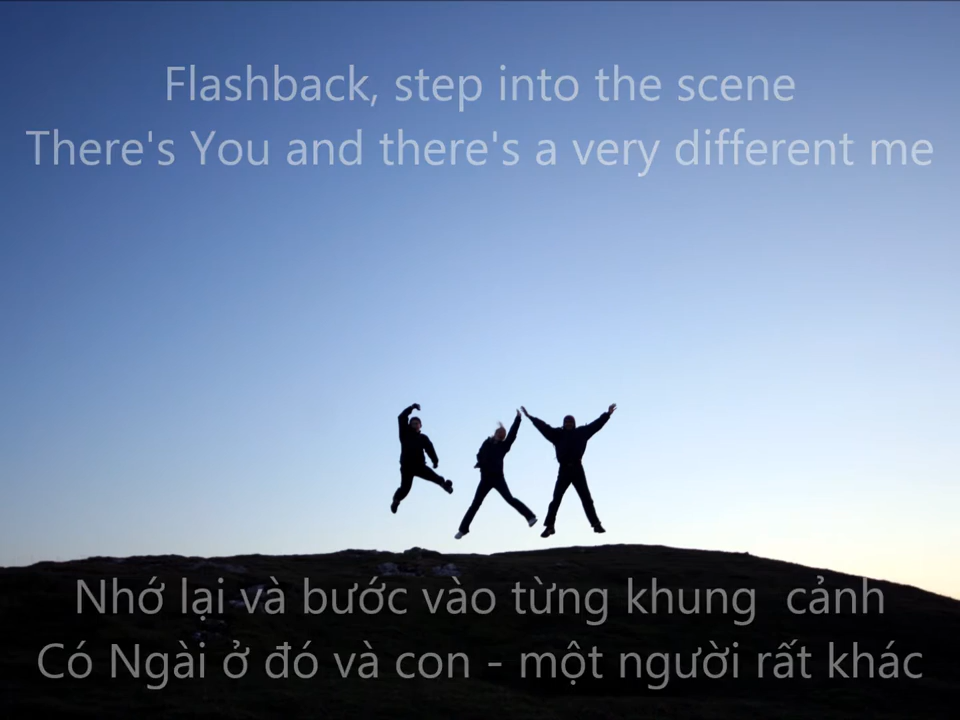 Flashback, step into the scene
There's You and there's a very different me
Nhớ lại và bước vào từng khung cảnh
Có Ngài ở đó và con - một người rất khác